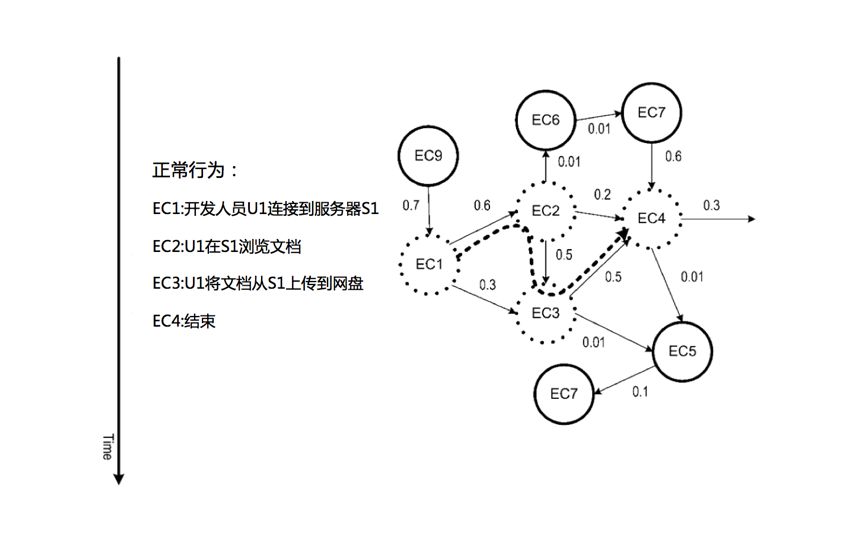 正常行为：
EC1:开发人员U1连接到服务器S1
EC2:U1在S1浏览文档
EC3:U1将文档从S1上传到网盘
EC4:结束
Time
EC6
EC7
0.01
EC9
0.01
0.6
0.7
0.6
EC2
0.2
EC4
0.3
EC1
0.5
0.3
0.5
0.01
EC3
0.01
EC5
EC7
0.1